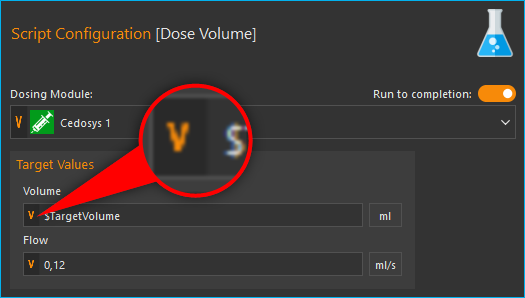 Script Configuration [Dose Volume]
Dosing Module:
Run to completion:
V Cedosys 1
V $
Target Values
Volume
V $TargetVolume ml
Flow
V 0,12 ml/s